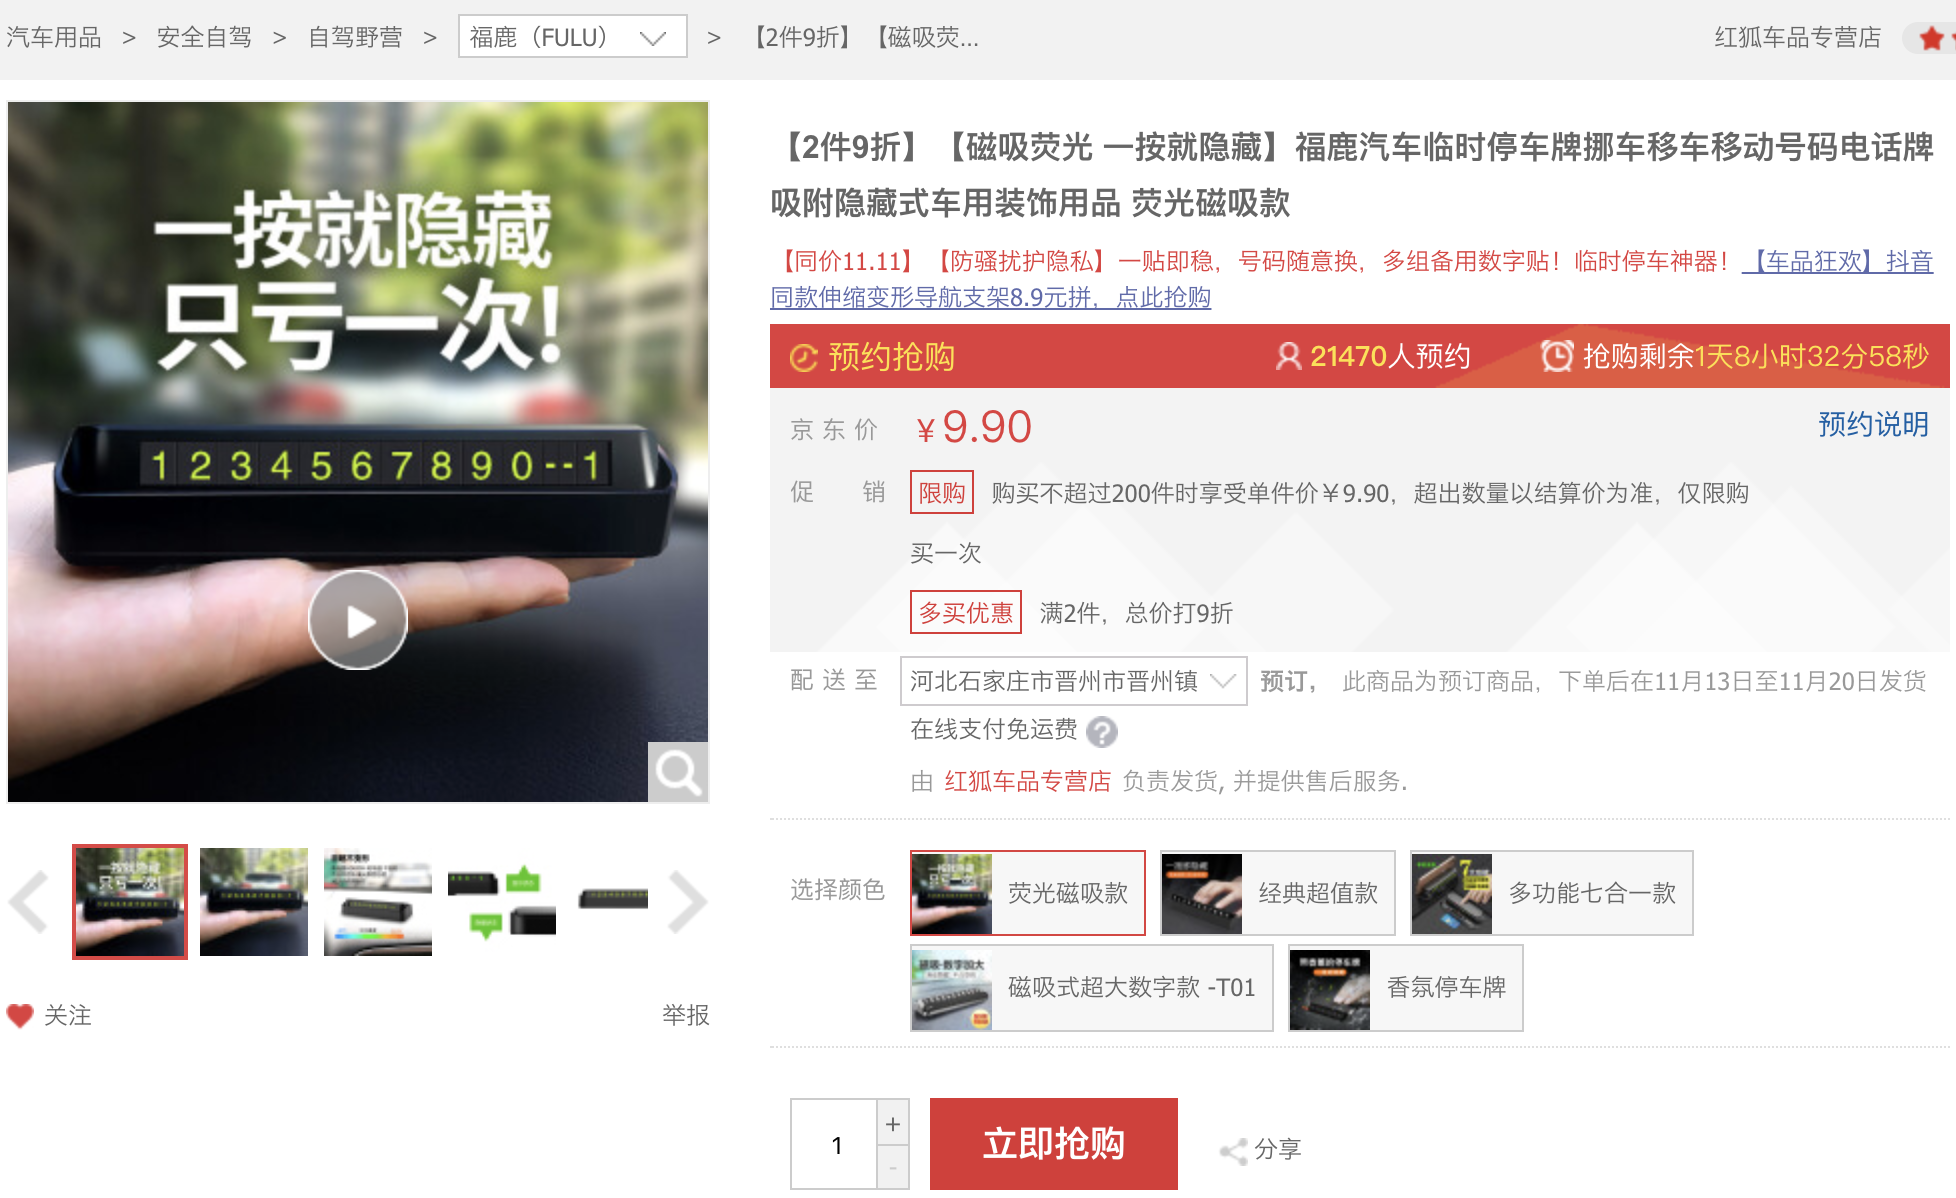 汽车用品 > 安全自驾 > 自驾野营 > 福鹿（FULU） > 【2件9折】【磁吸荧...
红狐车品专营店
一按就隐藏
只亏一次!
1 2 3 4 5 6 7 8 9 0 - - 1
关注
举报
【2件9折】【磁吸荧光 一按就隐藏】福鹿汽车临时停车牌挪车移车移动号码电话牌
吸附隐藏式车用装饰用品 荧光磁吸款
【同价11.11】【防骚扰护隐私】一贴即稳，号码随意换，多组备用数字贴！临时停车神器！【车品狂欢】抖音
同款伸缩变形导航支架8.9元拼，点此抢购
预约抢购 21470人预约 抢购剩余1天8小时32分58秒
京东价 ￥9.90 预约说明
促销 限购 购买不超过200件时享受单件价￥9.90，超出数量以结算价为准，仅限购
买一次
多买优惠 满2件，总价打9折
配送至 河北石家庄市晋州市晋州镇 预订， 此商品为预订商品，下单后在11月13日至11月20日发货
在线支付免运费 ?
由 红狐车品专营店 负责发货, 并提供售后服务.
选择颜色 荧光磁吸款 经典超值款 多功能七合一款
磁吸式超大数字款 -T01 香氛停车牌
1 + - 立即抢购 分享